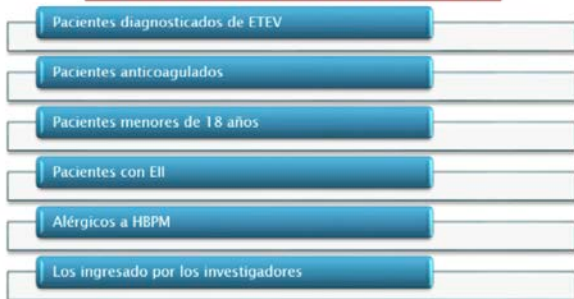 Pacientes diagnosticados de ETEV
Pacientes anticoagulados
Pacientes menores de 18 años
Pacientes con EII
Alérgicos a HBPM
Los ingresado por los investigadores